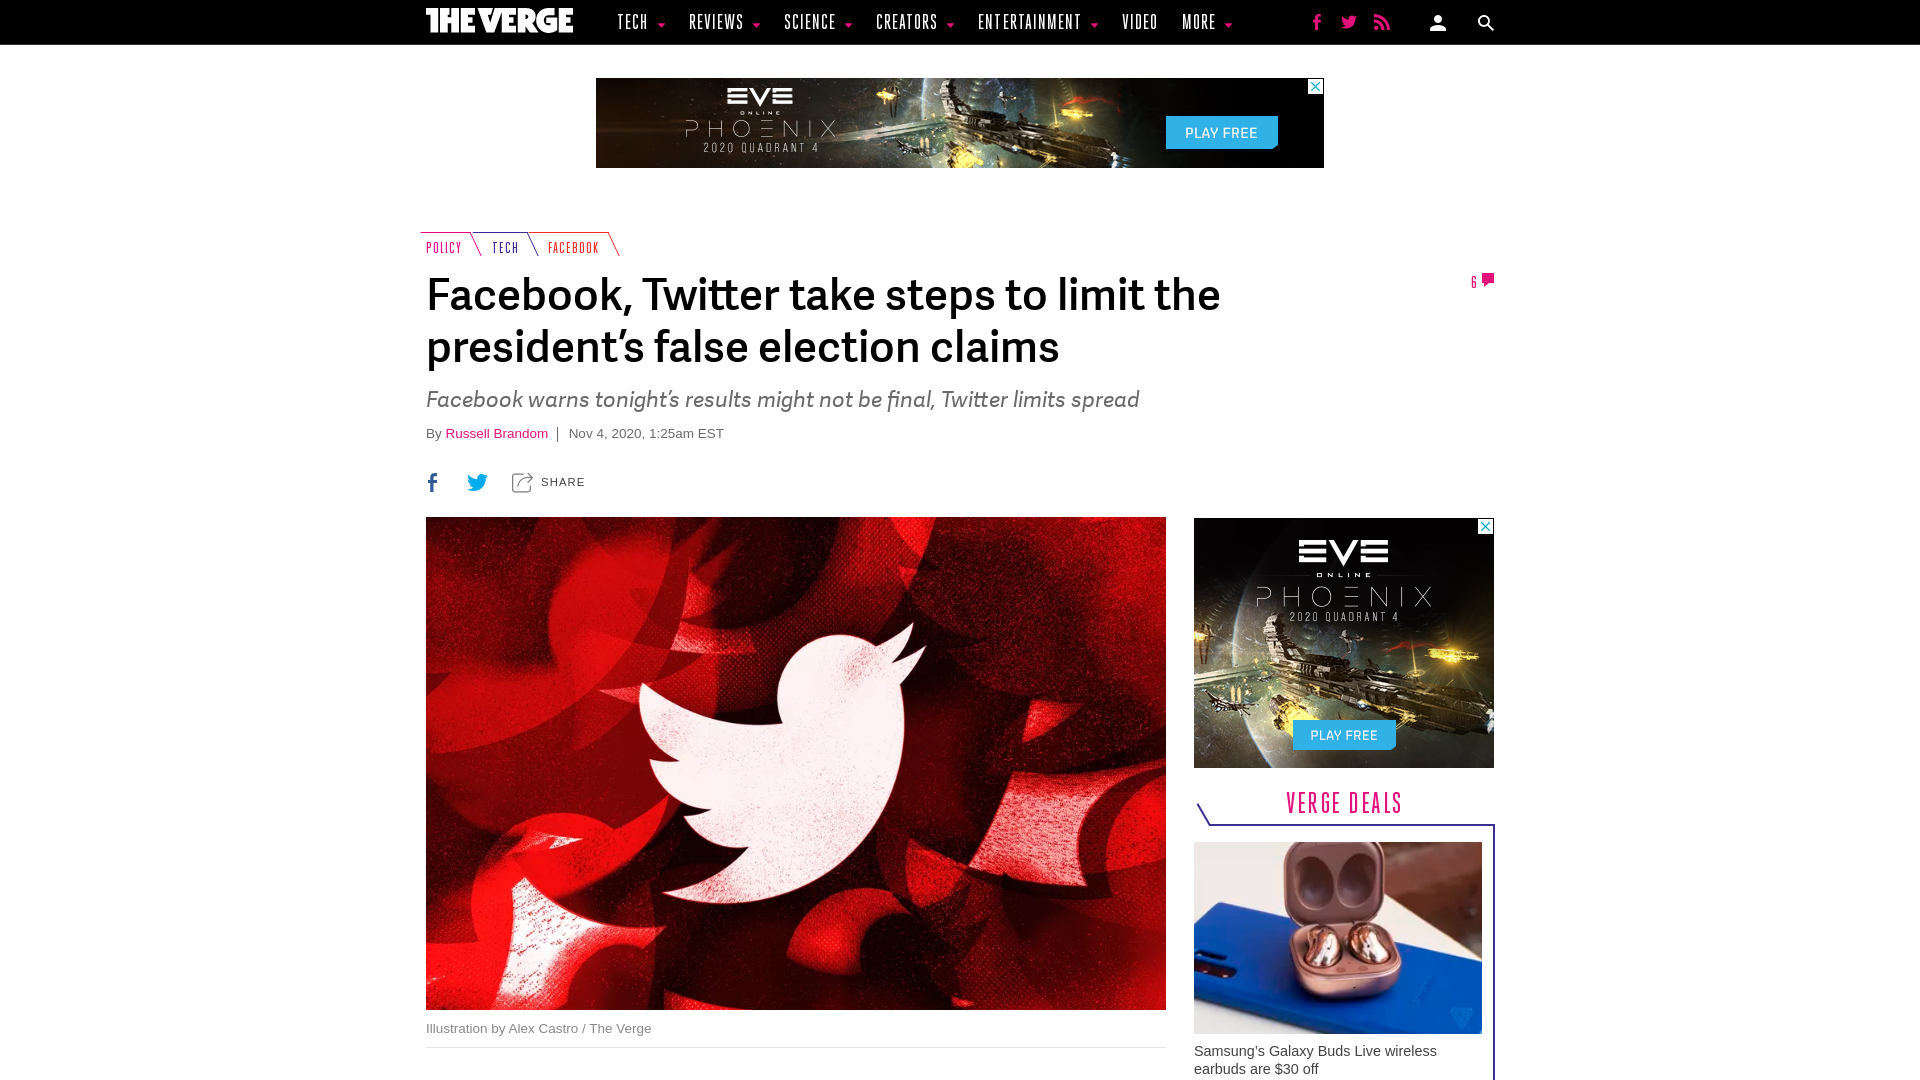 THE VERGE
TECH REVIEWS SCIENCE CREATORS ENTERTAINMENT VIDEO MORE
EVE
ONLINE
PHOENIX
2020 QUADRANT 4
PLAY FREE
POLICY TECH FACEBOOK
Facebook, Twitter take steps to limit the
president’s false election claims
6
Facebook warns tonight’s results might not be final, Twitter limits spread
By Russell Brandom | Nov 4, 2020, 1:25am EST
SHARE
Illustration by Alex Castro / The Verge
EVE
ONLINE
PHOENIX
2020 QUADRANT 4
PLAY FREE
VERGE DEALS
Samsung’s Galaxy Buds Live wireless
earbuds are $30 off